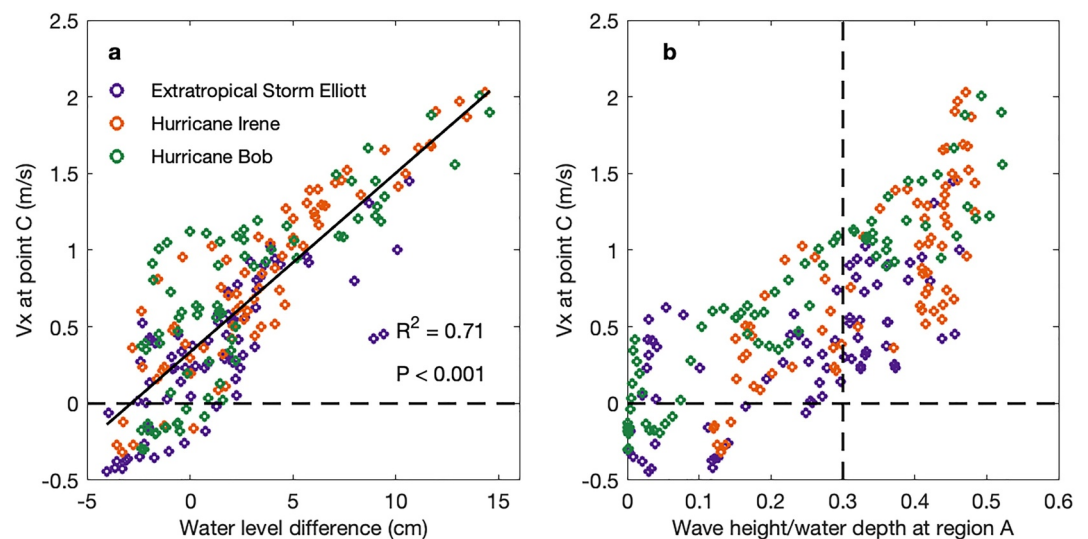 a
Extratropical Storm Elliott
Hurricane Irene
Hurricane Bob
R² = 0.71
P < 0.001
Vx at point C (m/s)
2.5
2
1.5
1
0.5
0
-0.5
-5
0
5
10
15
Water level difference (cm)
b
Vx at point C (m/s)
2.5
2
1.5
1
0.5
0
-0.5
0
0.1
0.2
0.3
0.4
0.5
0.6
Wave height/water depth at region A